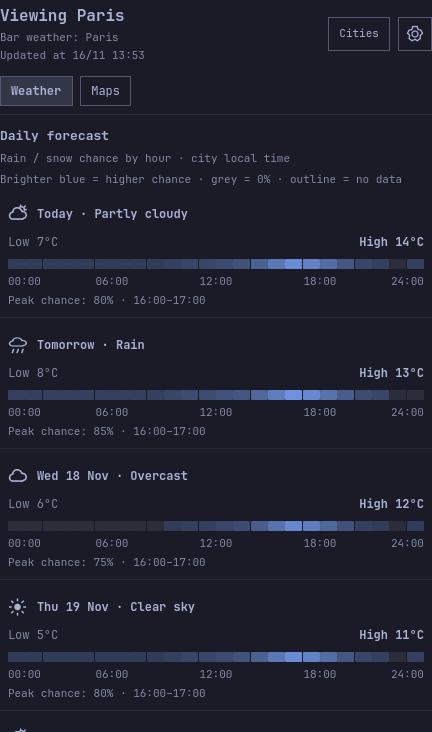 Viewing Paris
Bar weather: Paris
Updated at 16/11 13:53
Cities
Weather Maps
Daily forecast
Rain / snow chance by hour · city local time
Brighter blue = higher chance · grey = 0% · outline = no data
Today · Partly cloudy
Low 7°C High 14°C
00:00 06:00 12:00 18:00 24:00
Peak chance: 80% · 16:00–17:00
Tomorrow · Rain
Low 8°C High 13°C
00:00 06:00 12:00 18:00 24:00
Peak chance: 85% · 16:00–17:00
Wed 18 Nov · Overcast
Low 6°C High 12°C
00:00 06:00 12:00 18:00 24:00
Peak chance: 75% · 16:00–17:00
Thu 19 Nov · Clear sky
Low 5°C High 11°C
00:00 06:00 12:00 18:00 24:00
Peak chance: 80% · 16:00–17:00